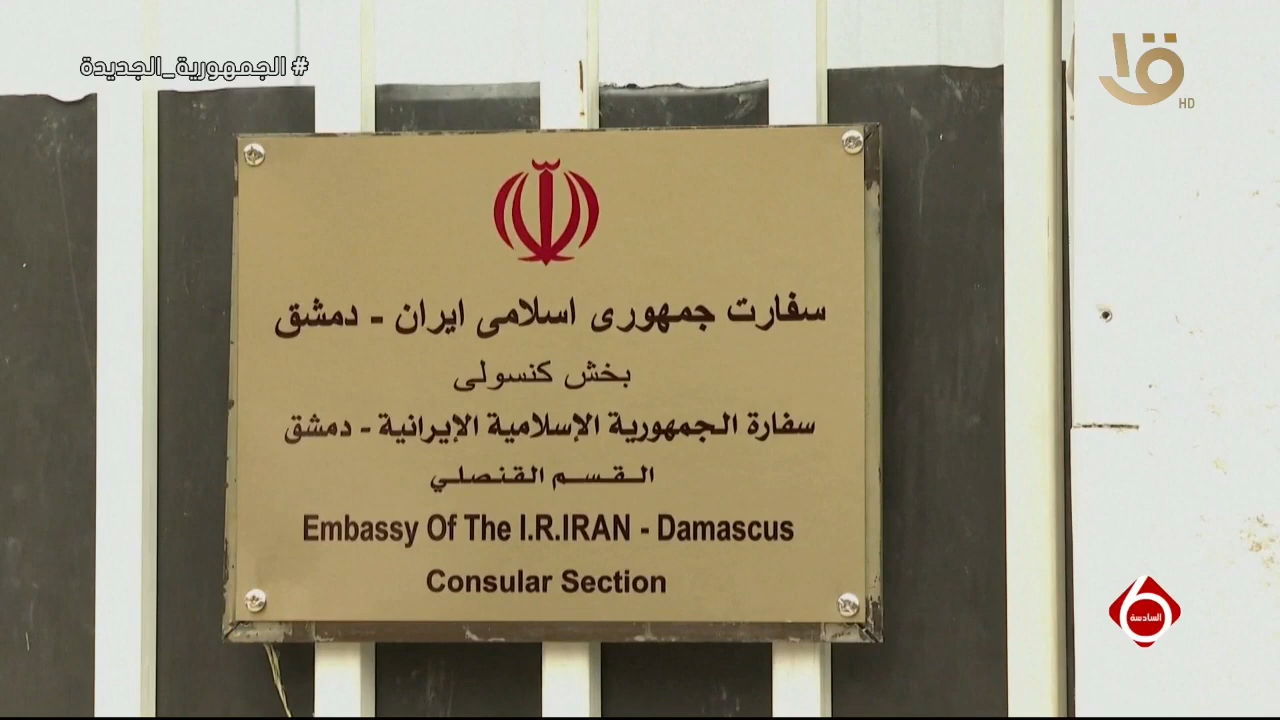 # الجمهورية_الجديدة
HD
سفارت جمهوری اسلامی ایران - دمشق
بخش کنسولی
سفارة الجمهورية الإسلامية الإيرانية - دمشق
القسم القنصلي
Embassy Of The I.R.IRAN - Damascus
Consular Section
السادسة